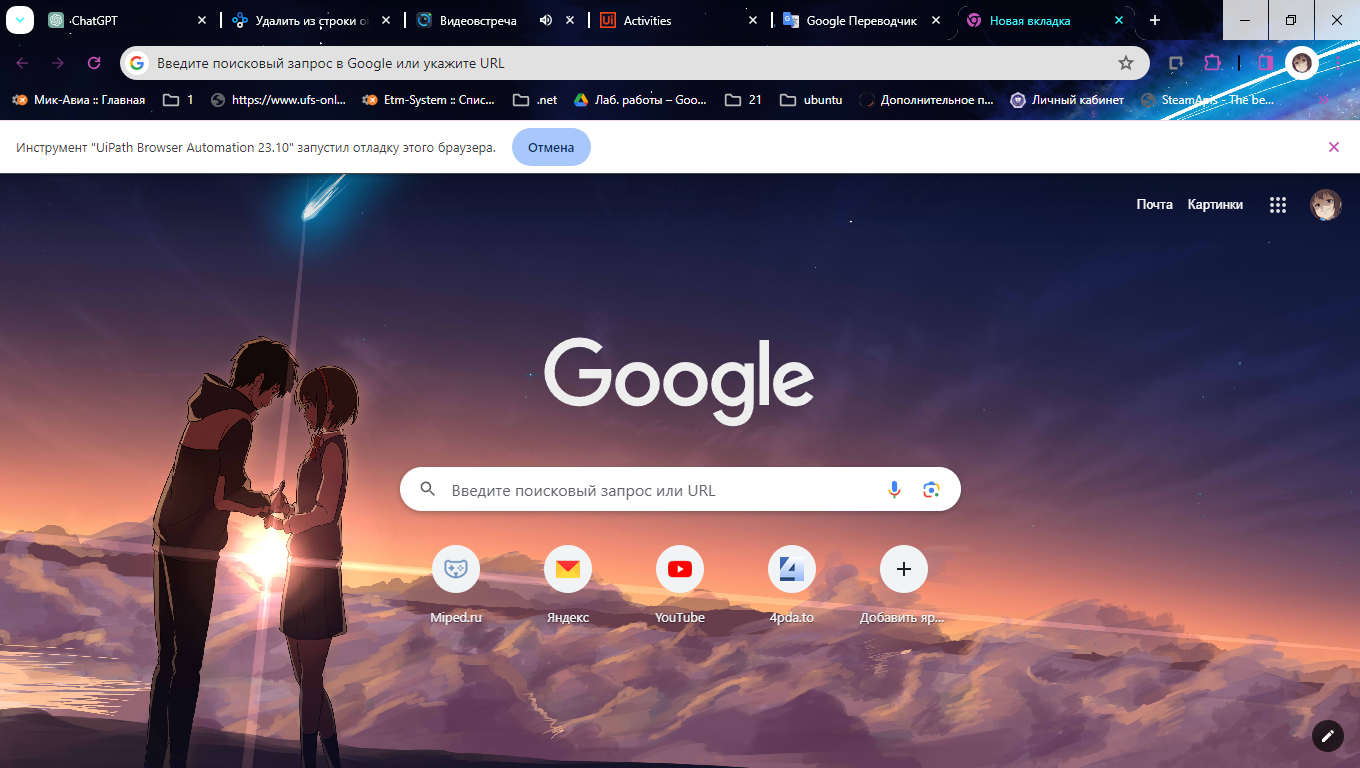 ChatGPT
Удалить из строки о
Видеовстреча
Activities
Google Переводчик
Новая вкладка
Введите поисковый запрос в Google или укажите URL
Мик-Авиа :: Главная
1
https://www.ufs-onl...
Etm-System :: Спис...
.net
Лаб. работы – Goo...
21
ubuntu
Дополнительное п...
Личный кабинет
SteamApis - The be...
Инструмент "UiPath Browser Automation 23.10" запустил отладку этого браузера.
Отмена
Почта
Картинки
Google
Введите поисковый запрос или URL
Miped.ru
Яндекс
YouTube
4pda.to
Добавить яр...